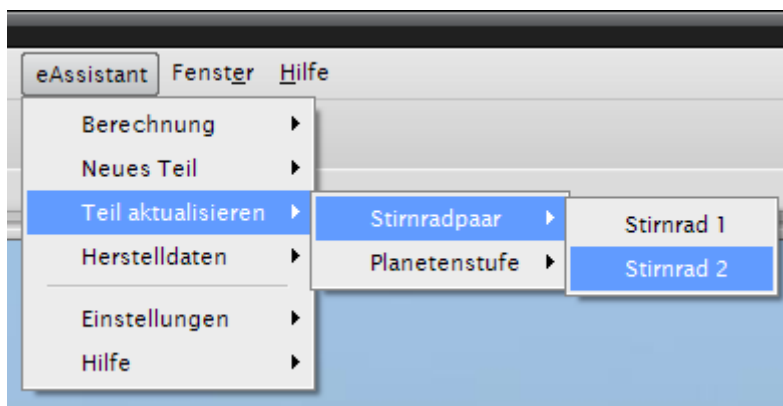 eAssistant Fenster Hilfe
Berechnung
Neues Teil
Teil aktualisieren Stirnradpaar Stirnrad 1
Herstelldaten Planetenstufe Stirnrad 2
Einstellungen
Hilfe